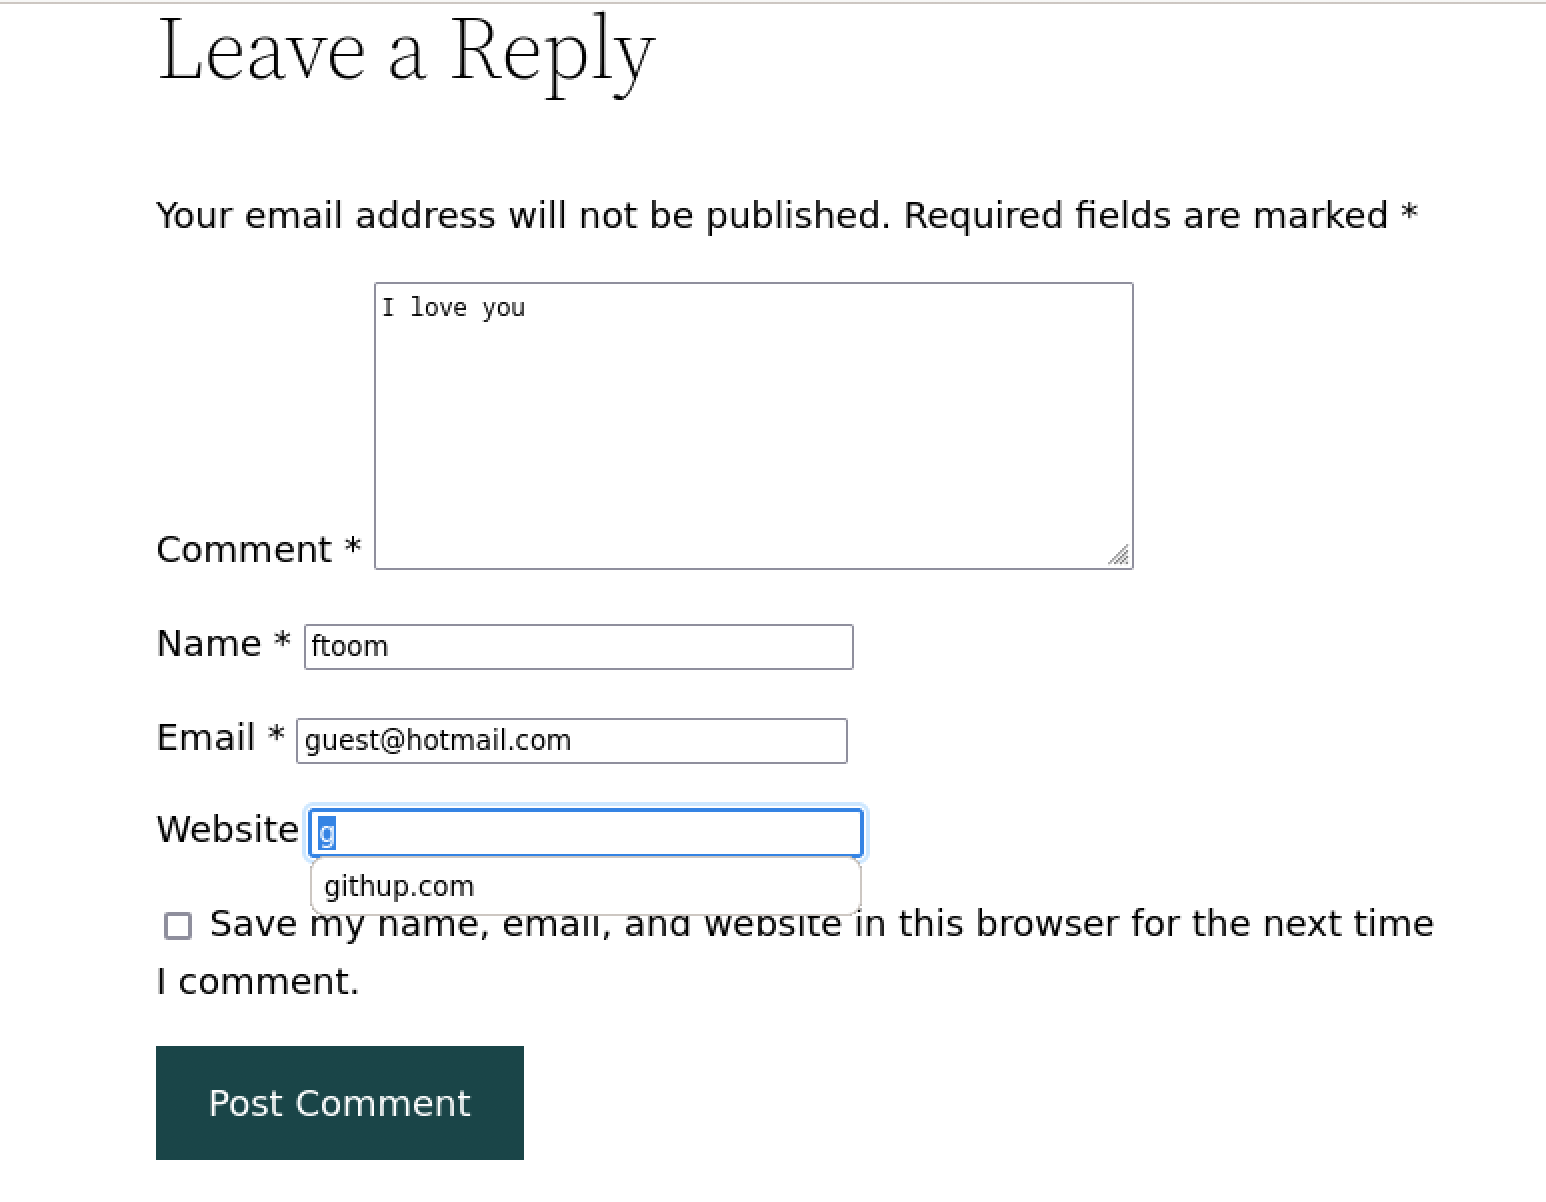 Leave a Reply
Your email address will not be published. Required fields are marked *
I love you
Comment *
Name * ftoom
Email * guest@hotmail.com
Website g
githup.com
Save my name, email, and website in this browser for the next time
I comment.
Post Comment